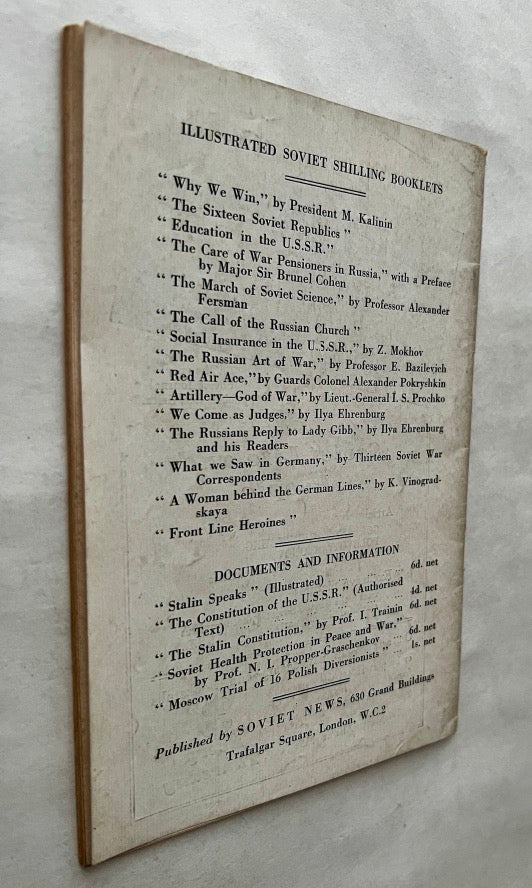 ILLUSTRATED SOVIET SHILLING BOOKLETS
“ Why We Win,” by President M. Kalinin
“ The Sixteen Soviet Republics ”
“ Education in the U.S.S.R.”
“ The Care of War Pensioners in Russia,” with a Preface
by Major Sir Brunel Cohen
“ The March of Soviet Science,” by Professor Alexander
Fersman
“ The Call of the Russian Church ”
“ Social Insurance in the U.S.S.R.,” by Z. Mokhov
“ The Russian Art of War,” by Professor E. Bazilevich
“ Red Air Ace,” by Guards Colonel Alexander Pokryshkin
“ Artillery—God of War,” by Lieut.-General I. S. Prochko
“ We Come as Judges,” by Ilya Ehrenburg
“ The Russians Reply to Lady Gibb,” by Ilya Ehrenburg
and his Readers
“ What we Saw in Germany,” by Thirteen Soviet War
Correspondents
“ A Woman behind the German Lines,” by K. Vinograd-
skaya
“ Front Line Heroines ”
DOCUMENTS AND INFORMATION
“ Stalin Speaks ” (Illustrated) ... ... ... 6d. net
“ The Constitution of the U.S.S.R.” (Authorised
Text) ... ... ... ... ... 4d. net
“ The Stalin Constitution,” by Prof. I. Trainin 6d. net
“ Soviet Health Protection in Peace and War,”
by Prof. N. I. Propper-Graschenkov ... 6d. net
“ Moscow Trial of 16 Polish Diversionists ” ... 1s. net
Published by SOVIET NEWS, 630 Grand Buildings
Trafalgar Square, London, W.C.2